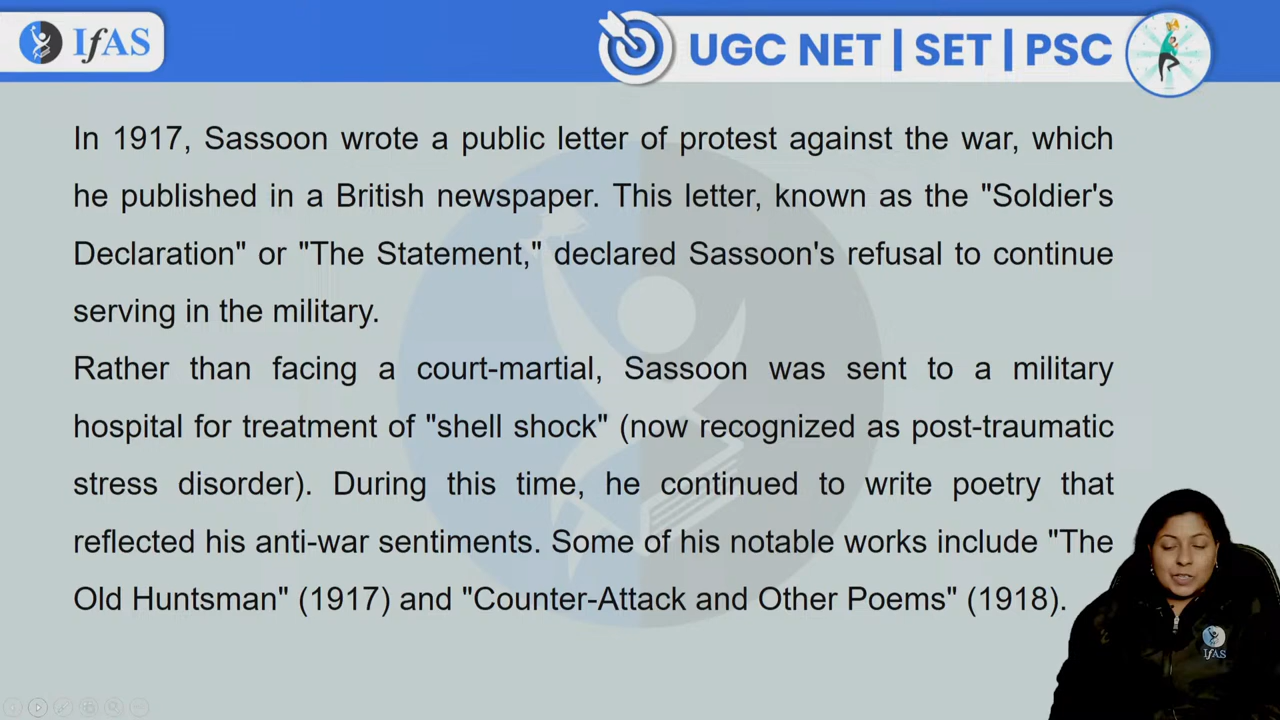 IfAS
UGC NET | SET | PSC
In 1917, Sassoon wrote a public letter of protest against the war, which
he published in a British newspaper. This letter, known as the "Soldier's
Declaration" or "The Statement," declared Sassoon's refusal to continue
serving in the military.
Rather than facing a court-martial, Sassoon was sent to a military
hospital for treatment of "shell shock" (now recognized as post-traumatic
stress disorder). During this time, he continued to write poetry that
reflected his anti-war sentiments. Some of his notable works include "The
Old Huntsman" (1917) and "Counter-Attack and Other Poems" (1918).
IfAS